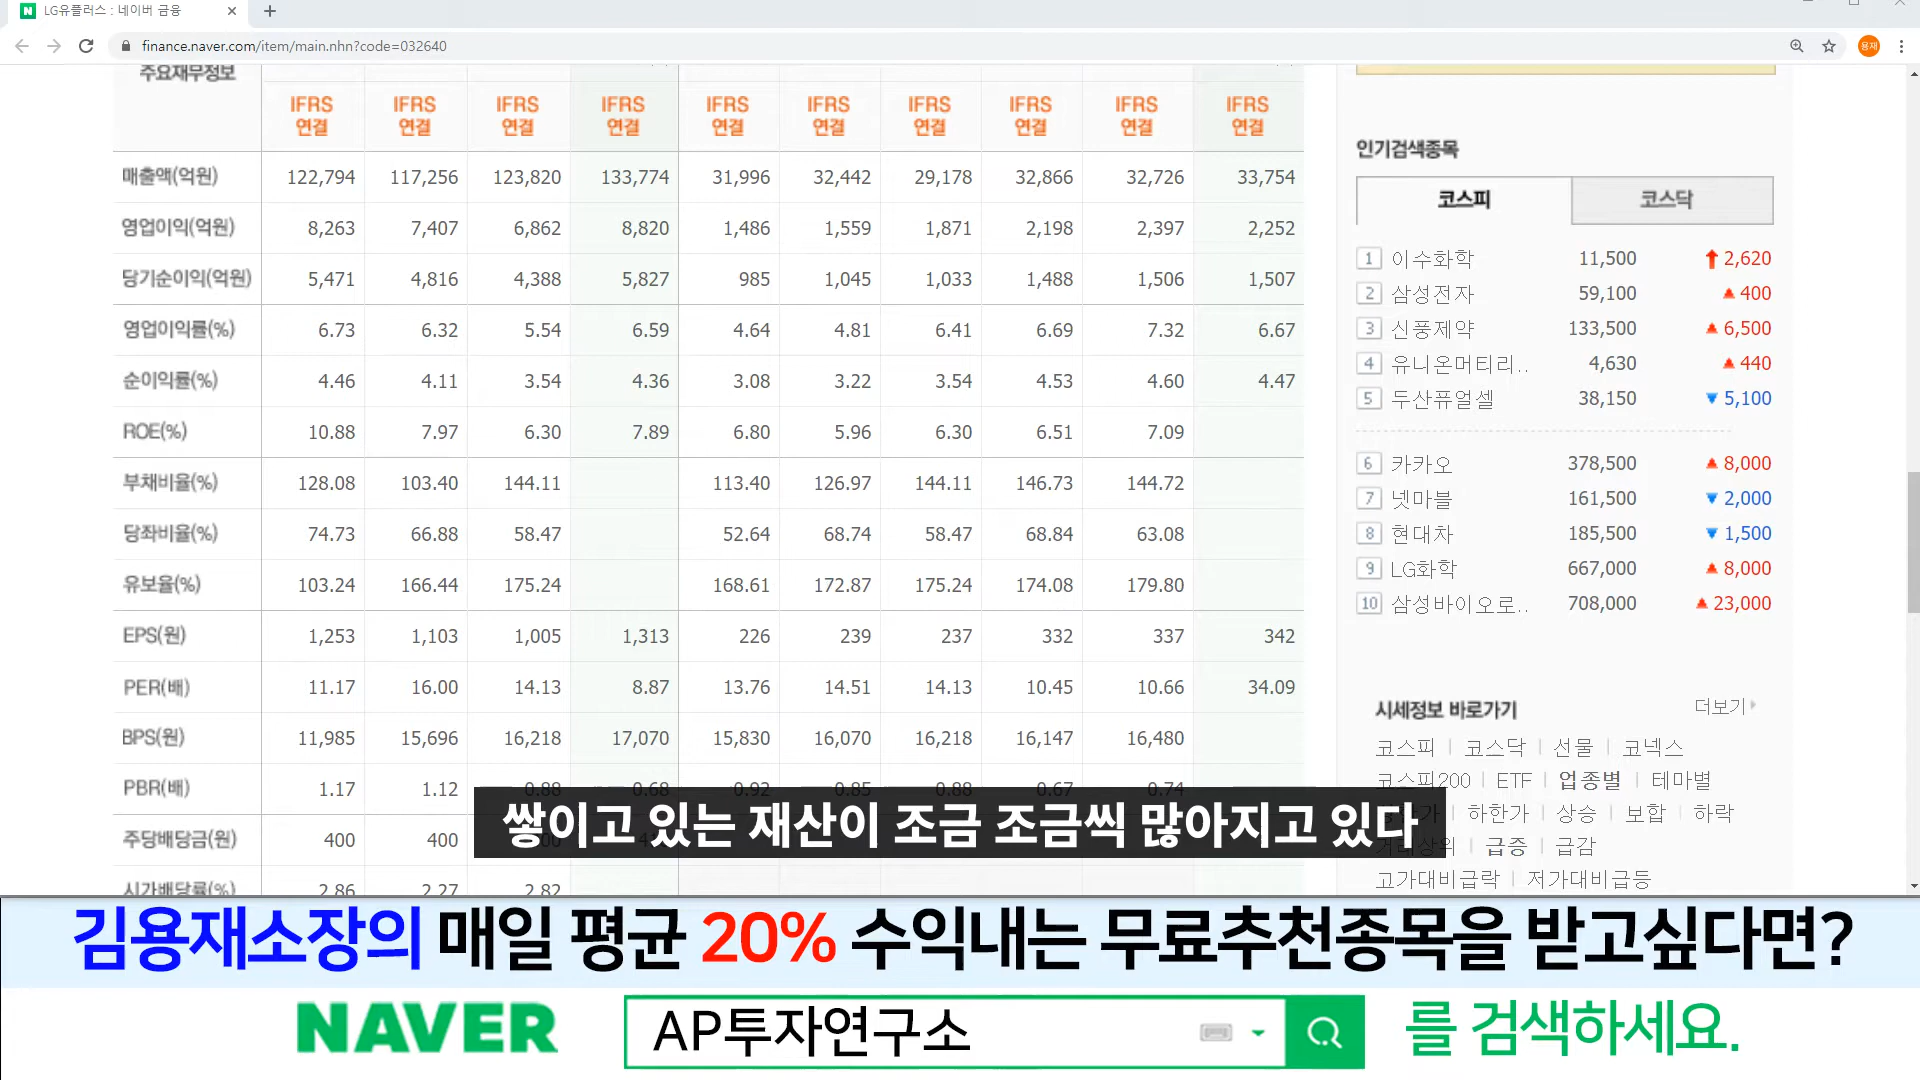 LG유플러스 : 네이버 금융
finance.naver.com/item/main.nhn?code=032640
용재
주요재무정보
IFRS 연결 IFRS 연결 IFRS 연결 IFRS 연결 IFRS 연결 IFRS 연결 IFRS 연결 IFRS 연결 IFRS 연결 IFRS 연결
매출액(억원) 122,794 117,256 123,820 133,774 31,996 32,442 29,178 32,866 32,726 33,754
영업이익(억원) 8,263 7,407 6,862 8,820 1,486 1,559 1,871 2,198 2,397 2,252
당기순이익(억원) 5,471 4,816 4,388 5,827 985 1,045 1,033 1,488 1,506 1,507
영업이익률(%) 6.73 6.32 5.54 6.59 4.64 4.81 6.41 6.69 7.32 6.67
순이익률(%) 4.46 4.11 3.54 4.36 3.08 3.22 3.54 4.53 4.60 4.47
ROE(%) 10.88 7.97 6.30 7.89 6.80 5.96 6.30 6.51 7.09
부채비율(%) 128.08 103.40 144.11 113.40 126.97 144.11 146.73 144.72
당좌비율(%) 74.73 66.88 58.47 52.64 68.74 58.47 68.84 63.08
유보율(%) 103.24 166.44 175.24 168.61 172.87 175.24 174.08 179.80
EPS(원) 1,253 1,103 1,005 1,313 226 239 237 332 337 342
PER(배) 11.17 16.00 14.13 8.87 13.76 14.51 14.13 10.45 10.66 34.09
BPS(원) 11,985 15,696 16,218 17,070 15,830 16,070 16,218 16,147 16,480
PBR(배) 1.17 1.12 0.88 0.68 0.92 0.85 0.88 0.67 0.74
주당배당금(원) 400 400
시가배당률(%) 2.86 2.27 2.82
인기검색종목
코스피 코스닥
1 이수화학 11,500 2,620
2 삼성전자 59,100 400
3 신풍제약 133,500 6,500
4 유니온머티리.. 4,630 440
5 두산퓨얼셀 38,150 5,100
6 카카오 378,500 8,000
7 넷마블 161,500 2,000
8 현대차 185,500 1,500
9 LG화학 667,000 8,000
10 삼성바이오로.. 708,000 23,000
시세정보 바로가기 더보기
코스피 코스닥 선물 코넥스
코스피200 ETF 업종별 테마별
하한가 상승 보합 하락
급증 급감
고가대비급락 저가대비급등
쌓이고 있는 재산이 조금 조금씩 많아지고 있다
김용재소장의 매일 평균 20% 수익내는 무료추천종목을 받고싶다면?
NAVER AP투자연구소 를 검색하세요.